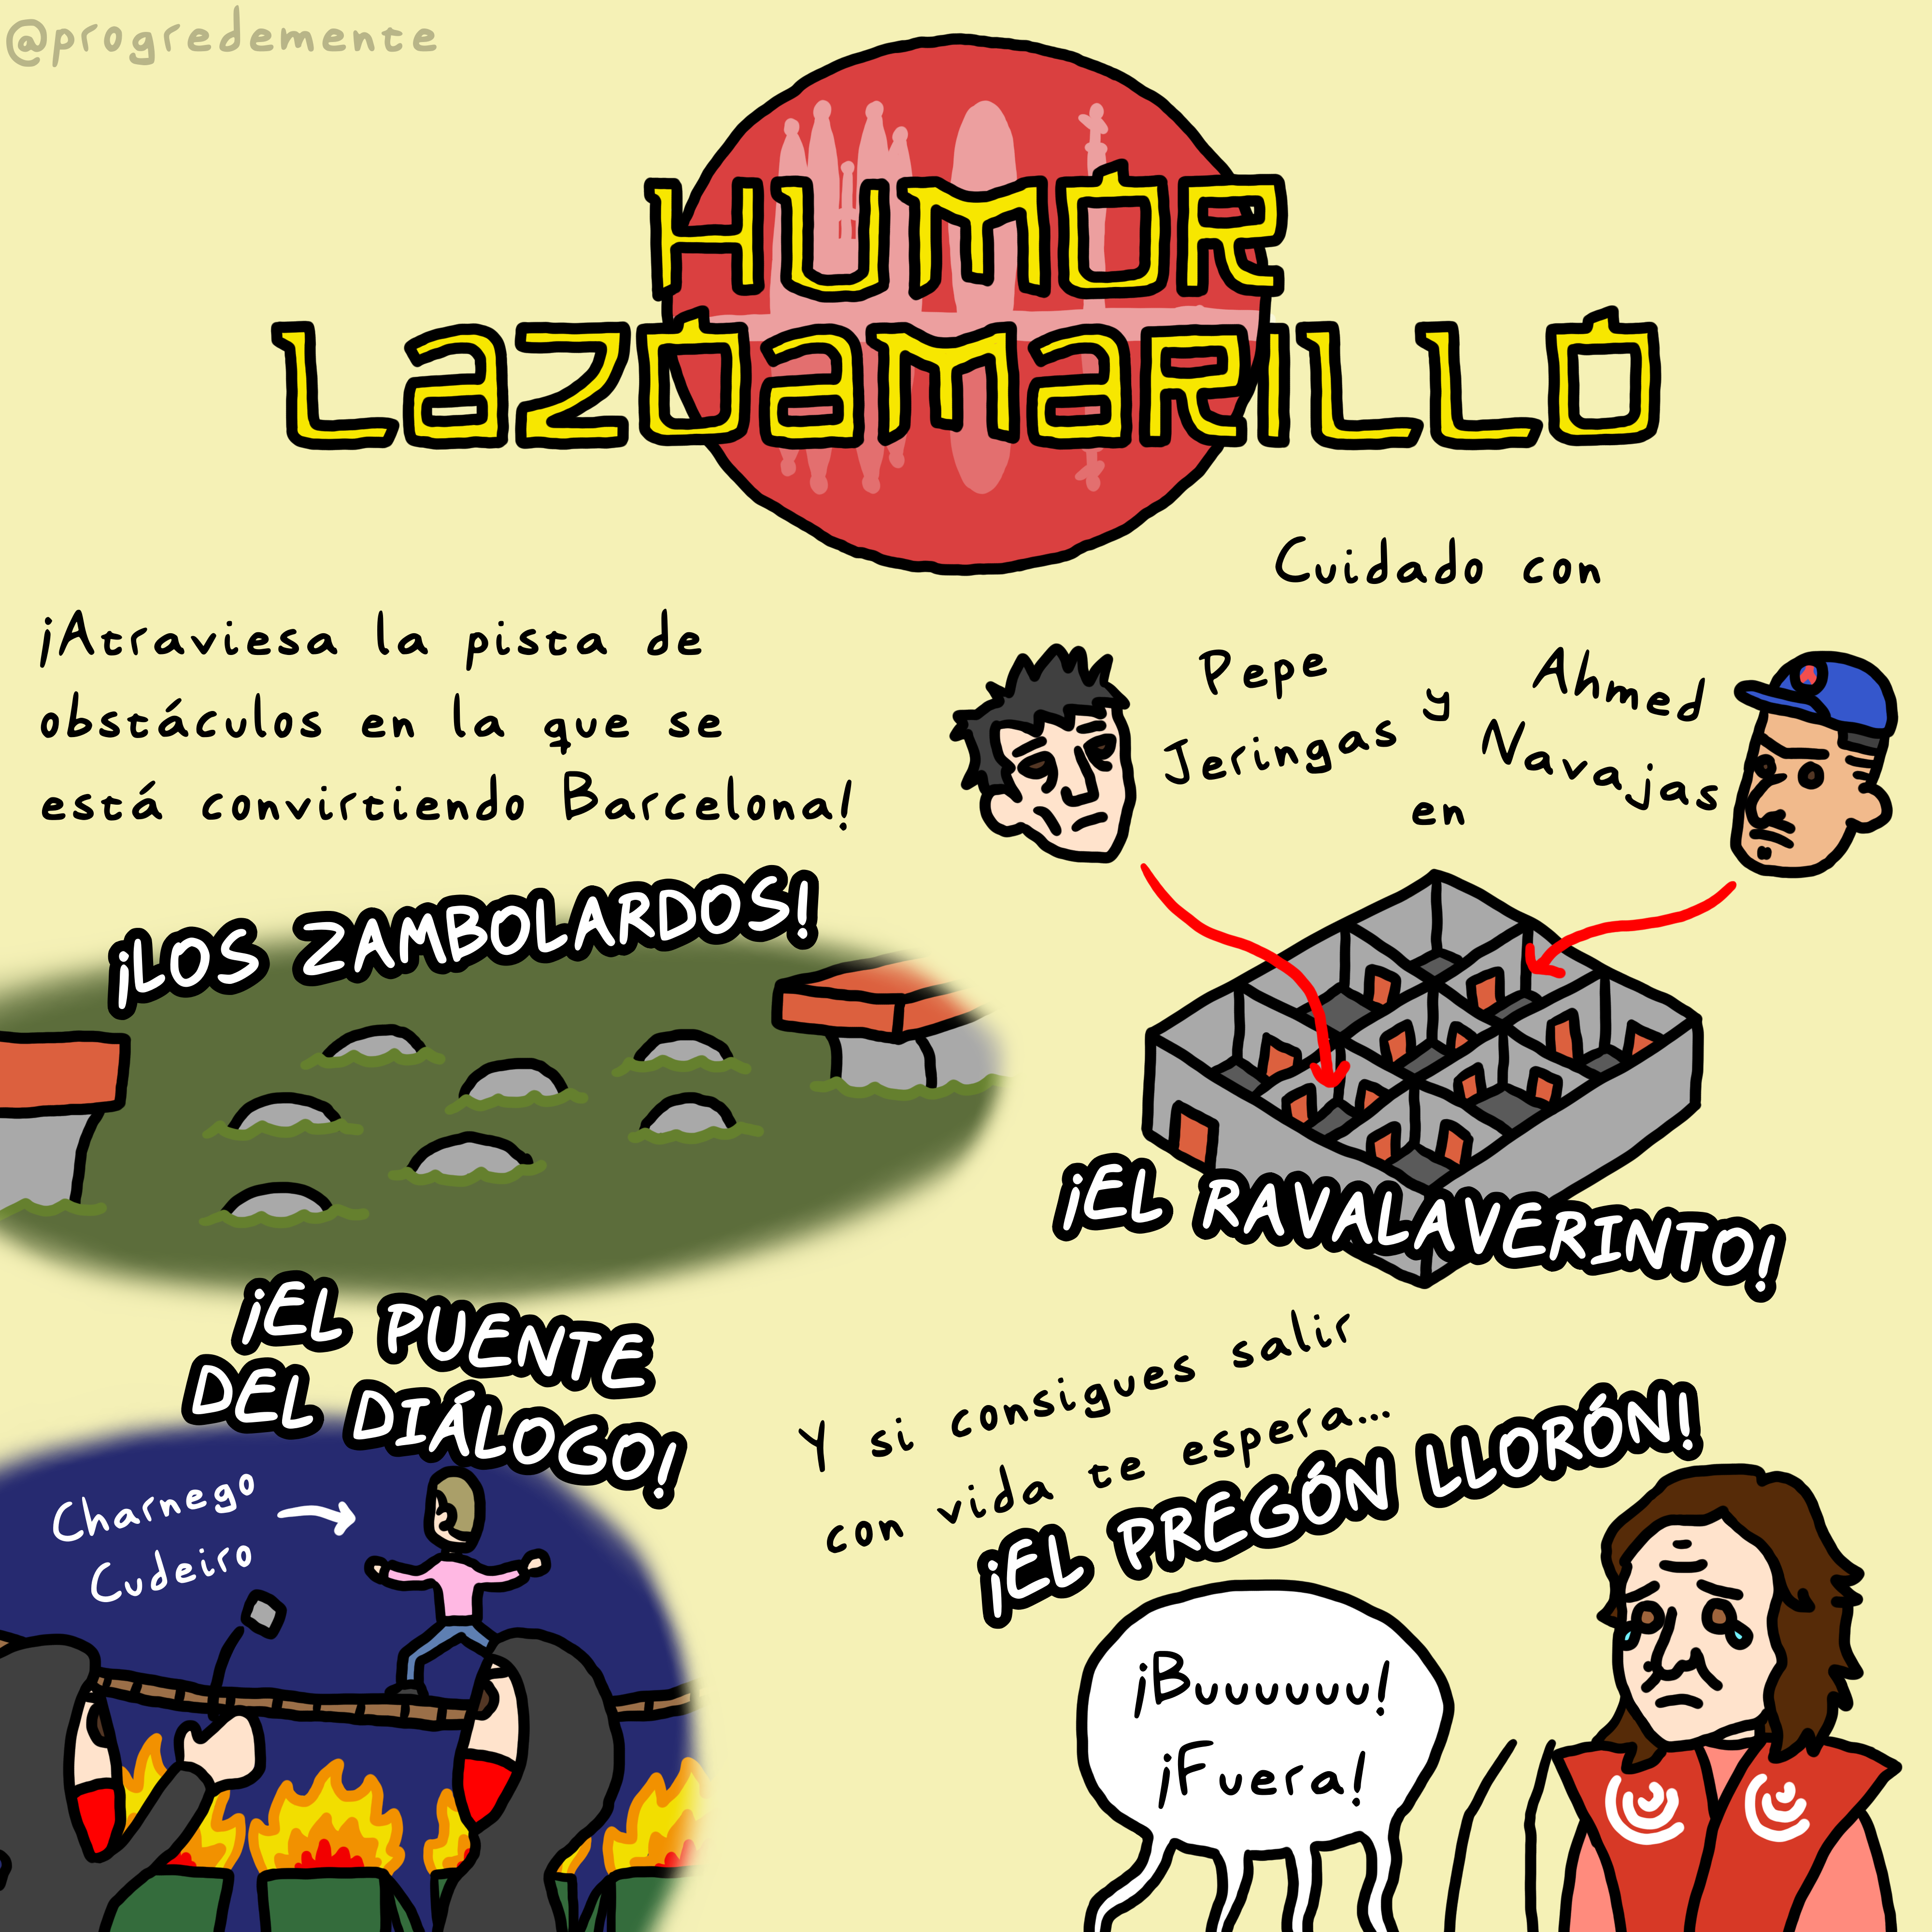 @progredemente
HUMOR
LAZOAMARILLO
¡Atraviesa la pista de
obstáculos en la que se
está convirtiendo Barcelona!
¡LOS ZAMBOLARDOS!
Cuidado con
Pepe
Jeringas
y
Ahmed
Navajas
en
¡EL RAVALAVERINTO!
¡EL PUENTE
DEL DIÁLOGO!
Charnego
Cudeiro
Y si consigues salir
con vida te espera...
¡EL PREGÓN LLORÓN!
¡Buuuuuu!
¡Fuera!